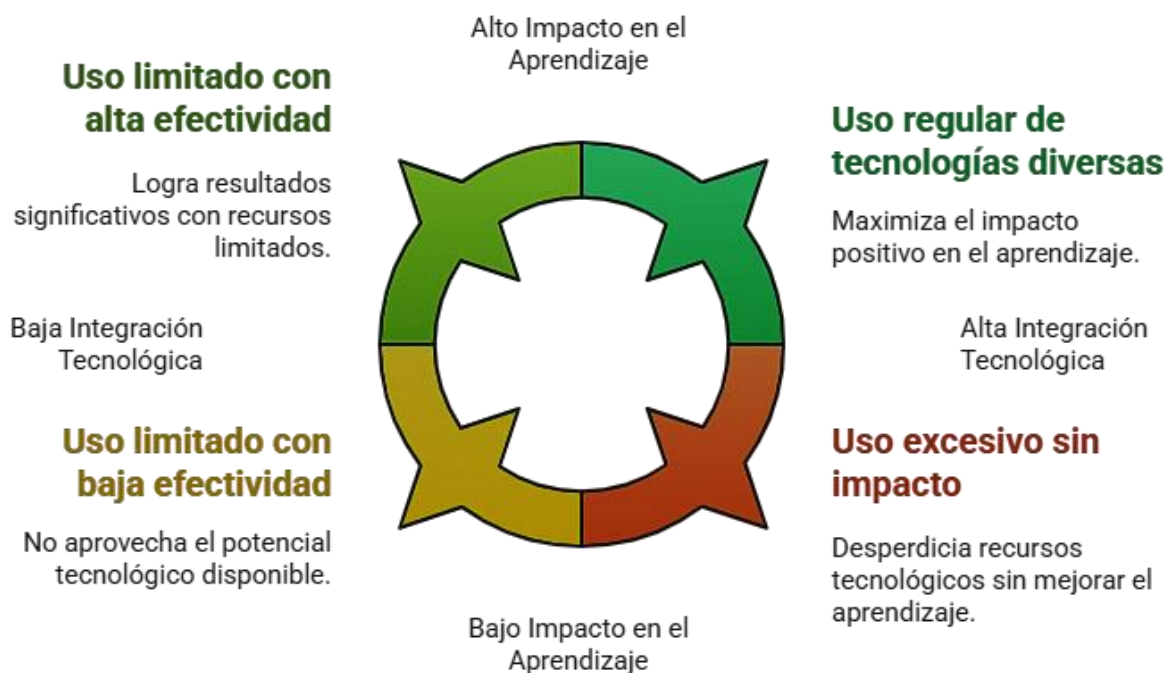 Alto Impacto en el
Aprendizaje
Uso limitado con
alta efectividad
Logra resultados
significativos con recursos
limitados.
Uso regular de
tecnologías diversas
Maximiza el impacto
positivo en el aprendizaje.
Baja Integración
Tecnológica
Alta Integración
Tecnológica
Uso limitado con
baja efectividad
No aprovecha el potencial
tecnológico disponible.
Uso excesivo sin
impacto
Desperdicia recursos
tecnológicos sin mejorar el
aprendizaje.
Bajo Impacto en el
Aprendizaje